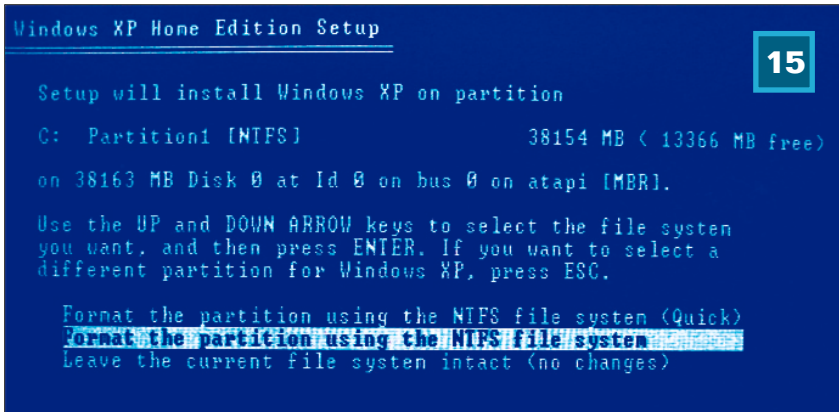 Windows XP Home Edition Setup
15
Setup will install Windows XP on partition
C: Partition1 [NTFS] 38154 MB ( 13366 MB free)
on 38163 MB Disk 0 at Id 0 on bus 0 on atapi [MBR].
Use the UP and DOWN ARROW keys to select the file system
you want, and then press ENTER. If you want to select a
different partition for Windows XP, press ESC.
Format the partition using the NTFS file system (Quick)
Format the partition using the NTFS file system
Leave the current file system intact (no changes)